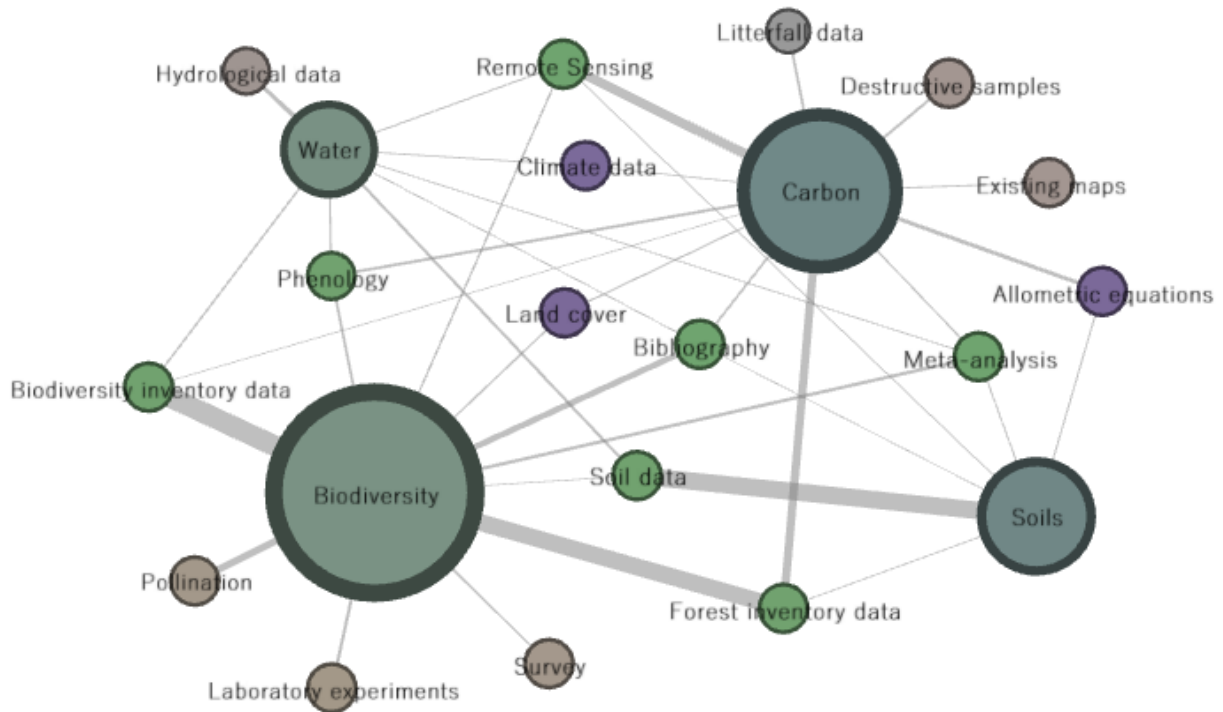 Litterfall data
Remote Sensing
Hydrological data
Destructive samples
Water
Climate data
Carbon
Existing maps
Phenology
Allometric equations
Land cover
Bibliography
Meta-analysis
Biodiversity inventory data
Soil data
Biodiversity
Soils
Pollination
Forest inventory data
Survey
Laboratory experiments